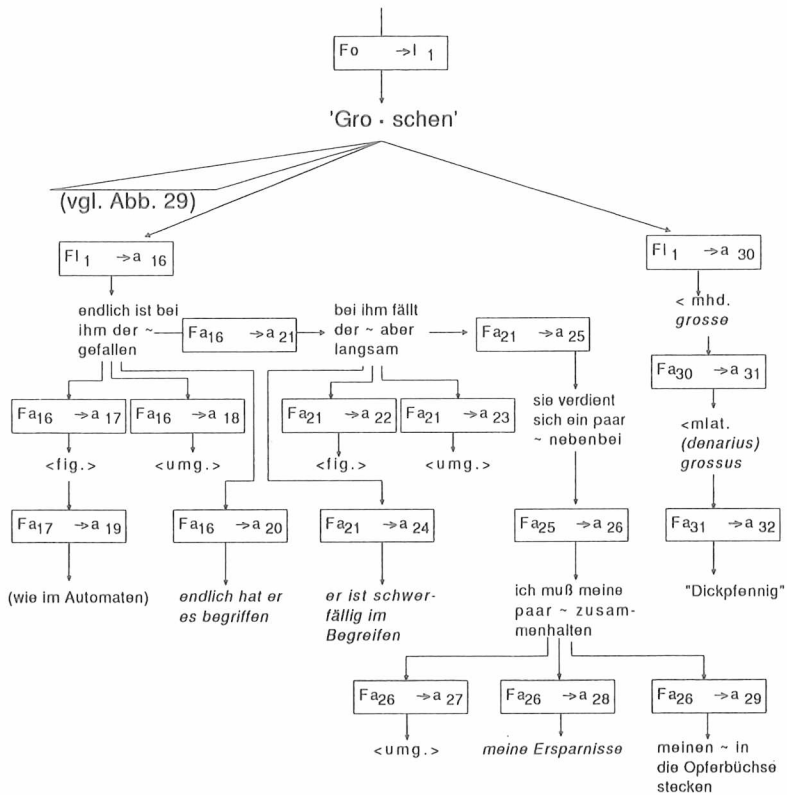 Fo → l 1
'Gro · schen'
(vgl. Abb. 29)
Fl 1 → a 16
Fl 1 → a 30
endlich ist bei
ihm der ~
gefallen
Fa16 → a 21
bei ihm fällt
der ~ aber
langsam
Fa21 → a 25
< mhd.
grosse
Fa30 → a 31
Fa16 → a 17
Fa16 → a 18
Fa21 → a 22
Fa21 → a 23
sie verdient
sich ein paar
~ nebenbei
<mlat.
(denarius)
grossus
<fig.>
<umg.>
<fig.>
<umg.>
Fa17 → a 19
Fa16 → a 20
Fa21 → a 24
Fa25 → a 26
Fa31 → a 32
(wie im Automaten)
endlich hat er
es begriffen
er ist schwer-
fällig im
Begreifen
ich muß meine
paar ~ zusam-
menhalten
"Dickpfennig"
Fa26 → a 27
Fa26 → a 28
Fa26 → a 29
<umg.>
meine Ersparnisse
meinen ~ in
die Opferbüchse
stecken